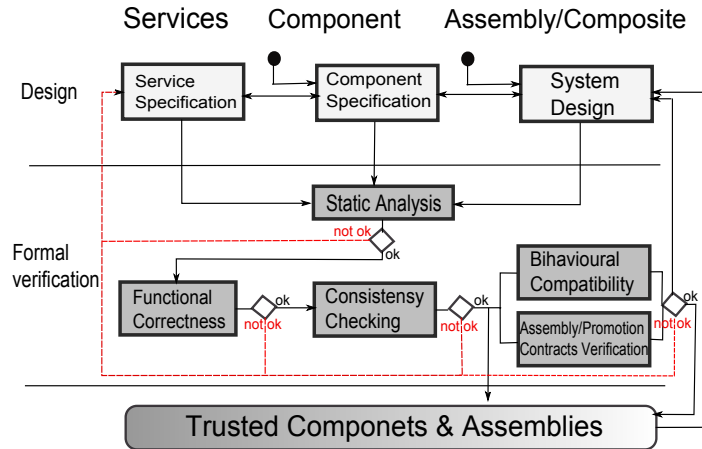 Services
Component
Assembly/Composite
Design
Service
Specification
Component
Specification
System
Design
Static Analysis
not ok
ok
Formal
verification
Functional
Correctness
ok
not ok
Consistensy
Checking
ok
not ok
Bihavioural
Compatibility
Assembly/Promotion
Contracts Verification
ok
not ok
Trusted Componets & Assemblies